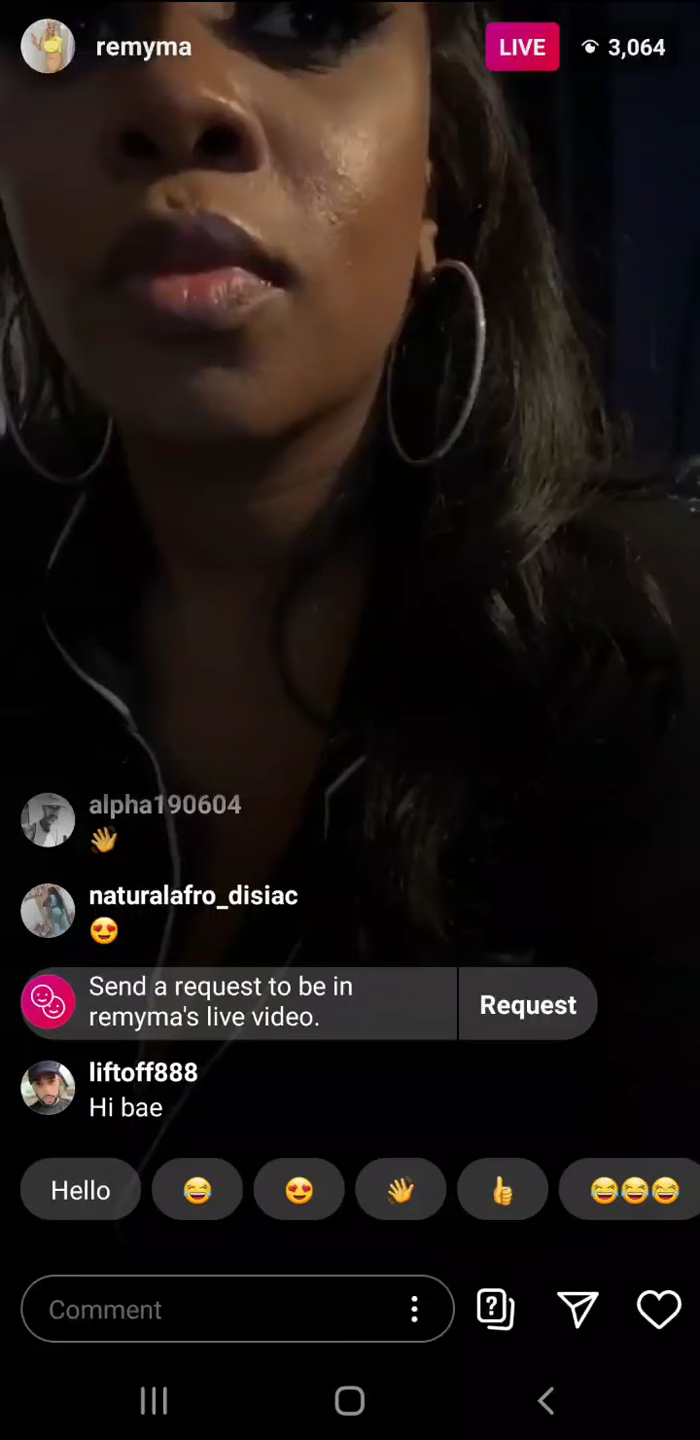 remyma
LIVE
3,064
alpha190604
👋
naturalafro_disiac
😍
Send a request to be in
remyma's live video.
Request
liftoff888
Hi bae
Hello
😂
😍
👋
👍
😂😂😂
Comment